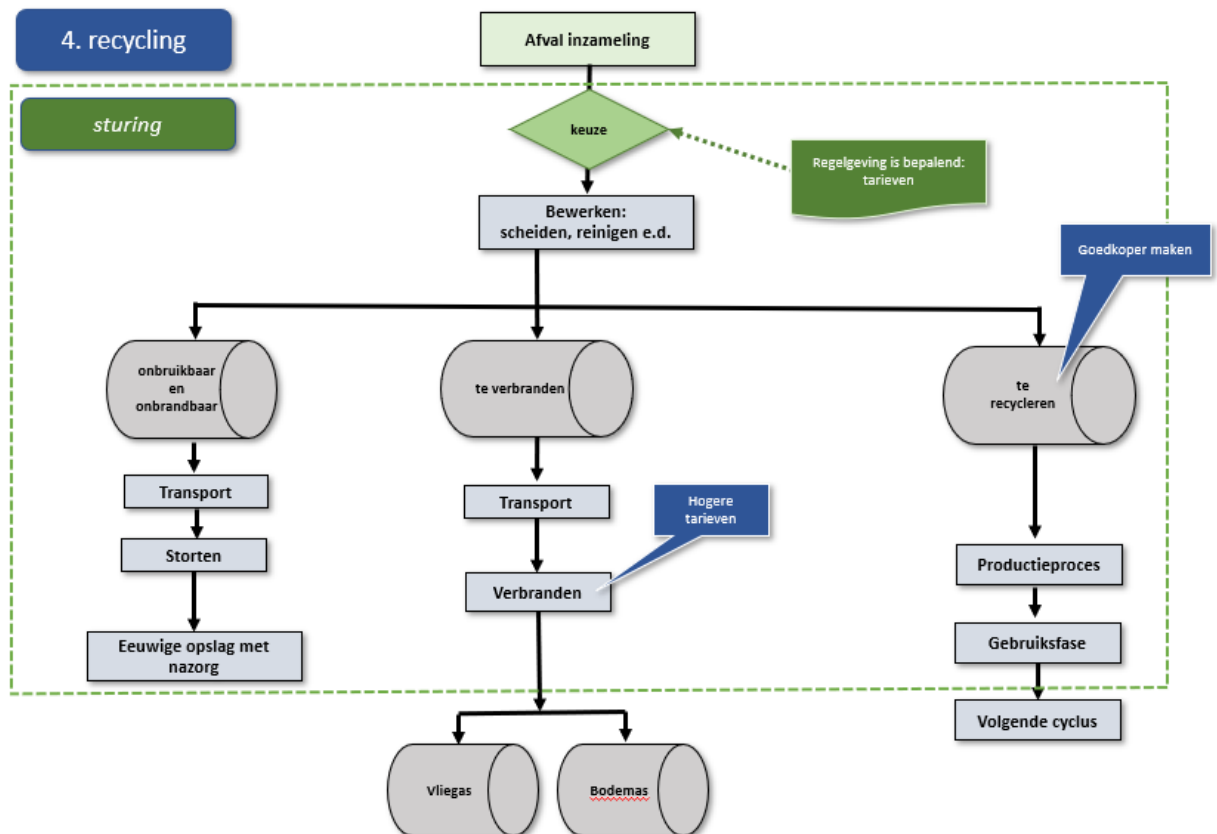 4. recycling
Afval inzameling
sturing
keuze
Regelgeving is bepalend:
tarieven
Bewerken:
scheiden, reinigen e.d.
Goedkoper maken
onbruikbaar
en
onbrandbaar
te verbranden
te
recycleren
Transport
Transport
Hogere
tarieven
Storten
Verbranden
Productieproces
Eeuwige opslag met
nazorg
Gebruiksfase
Volgende cyclus
Vliegas
Bodemas